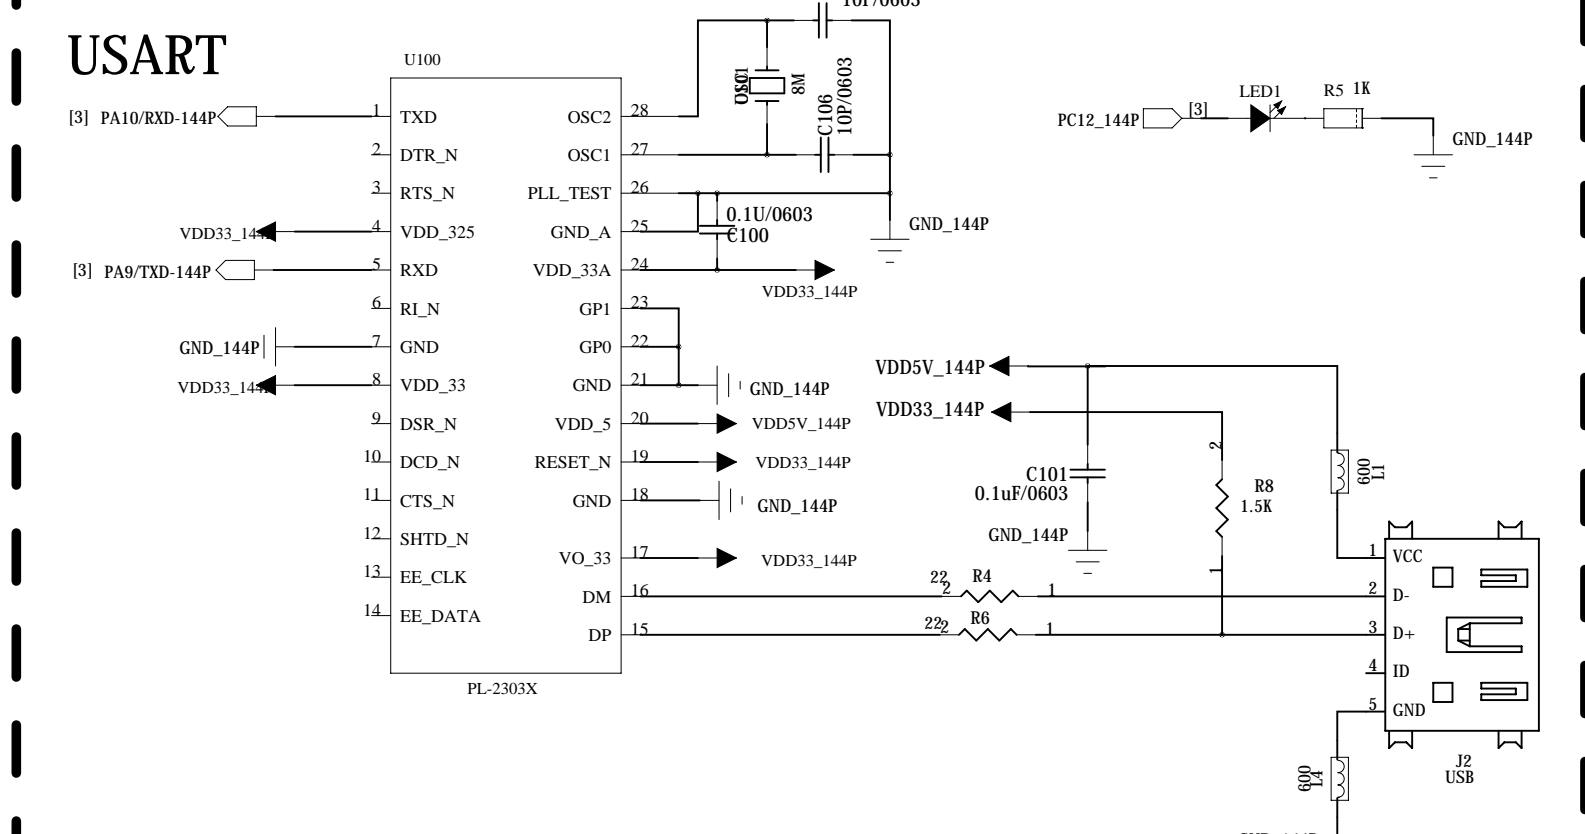 10P/0603
USART
U100
[3] PA10/RXD-144P
1 TXD
2 DTR_N
3 RTS_N
VDD33_144P 4 VDD_325
[3] PA9/TXD-144P
5 RXD
6 RI_N
GND_144P 7 GND
VDD33_144P 8 VDD_33
9 DSR_N
10 DCD_N
11 CTS_N
12 SHTD_N
13 EE_CLK
14 EE_DATA
OSC2 28
OSC1 27
PLL_TEST 26
GND_A 25
VDD_33A 24
GP1 23
GP0 22
GND 21
VDD_5 20
RESET_N 19
GND 18
VO_33 17
DM 16
DP 15
PL-2303X
OSC1
8M
C106
10P/0603
0.1U/0603
C100
GND_144P
VDD33_144P
GND_144P
VDD5V_144P
VDD33_144P
GND_144P
VDD33_144P
PC12_144P
[3]
LED1
R5 1K
GND_144P
VDD5V_144P
VDD33_144P
C101
0.1uF/0603
GND_144P
2
R8
1.5K
1
600
L1
22
2 R4 1
22
2 R6 1
1 VCC
2 D-
3 D+
4 ID
5 GND
J2
USB
600
L4